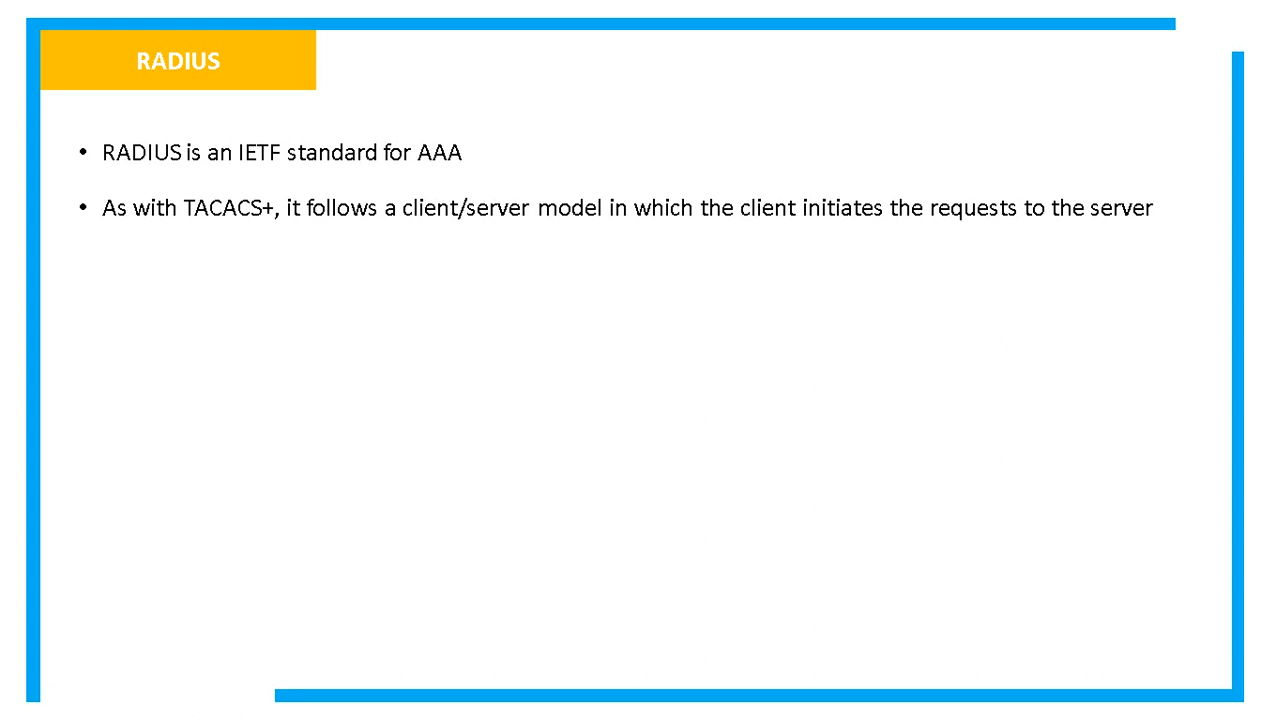 RADIUS
• RADIUS is an IETF standard for AAA
• As with TACACS+, it follows a client/server model in which the client initiates the requests to the server